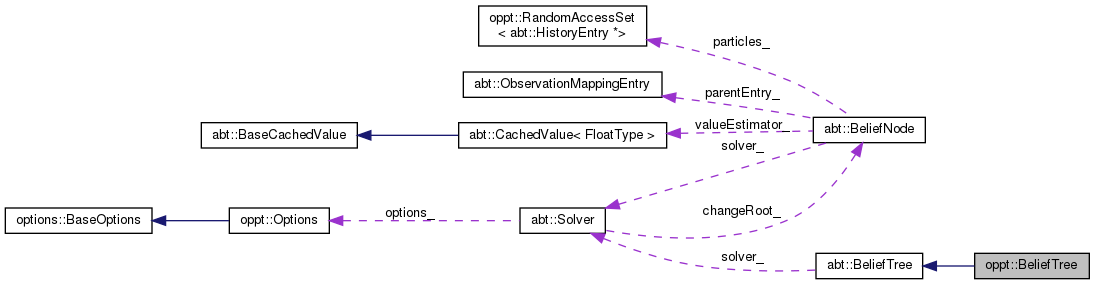 oppt::RandomAccessSet
< abt::HistoryEntry *>
particles_
abt::ObservationMappingEntry
parentEntry_
abt::BaseCachedValue
abt::CachedValue< FloatType >
valueEstimator_
abt::BeliefNode
solver_
options::BaseOptions
oppt::Options
options_
abt::Solver
changeRoot_
solver_
abt::BeliefTree
oppt::BeliefTree